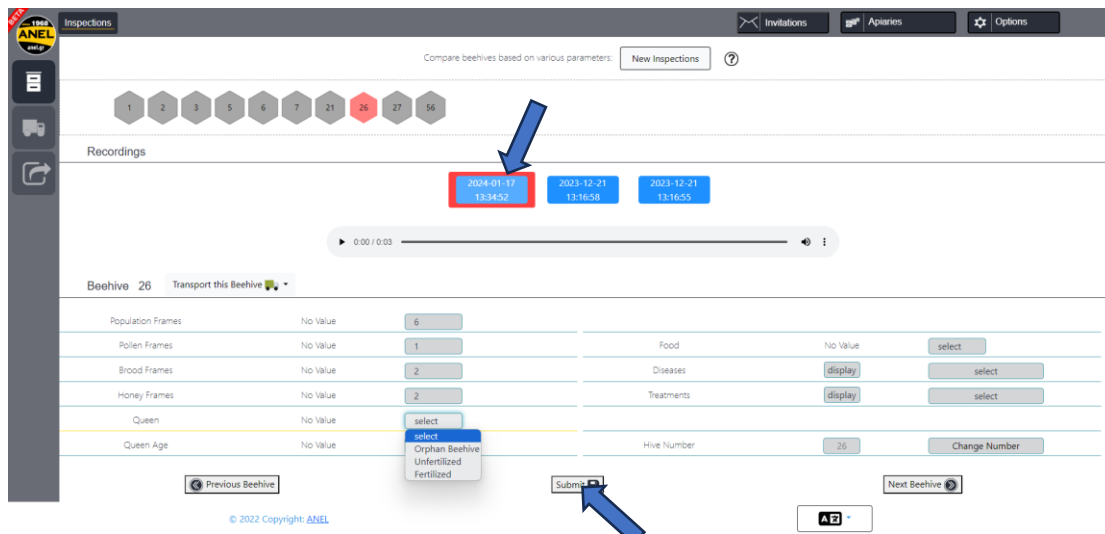 BETA
1968
ANEL
anel.gr
Inspections
Invitations
Apiaries
Options
Compare beehives based on various parameters:
New Inspections
?
1 2 3 5 6 7 21 26 27 56
Recordings
2024-01-17
13:34:52
2023-12-21
13:16:58
2023-12-21
13:16:55
0:00 / 0:03
Beehive 26 Transport this Beehive
Population Frames No Value 6
Pollen Frames No Value 1
Food No Value select
Brood Frames No Value 2
Diseases display select
Honey Frames No Value 2
Treatments display select
Queen No Value select
select
Orphan Beehive
Unfertilized
Fertilized
Queen Age No Value
Hive Number 26 Change Number
Previous Beehive
Submit
Next Beehive
© 2022 Copyright: ANEL
A